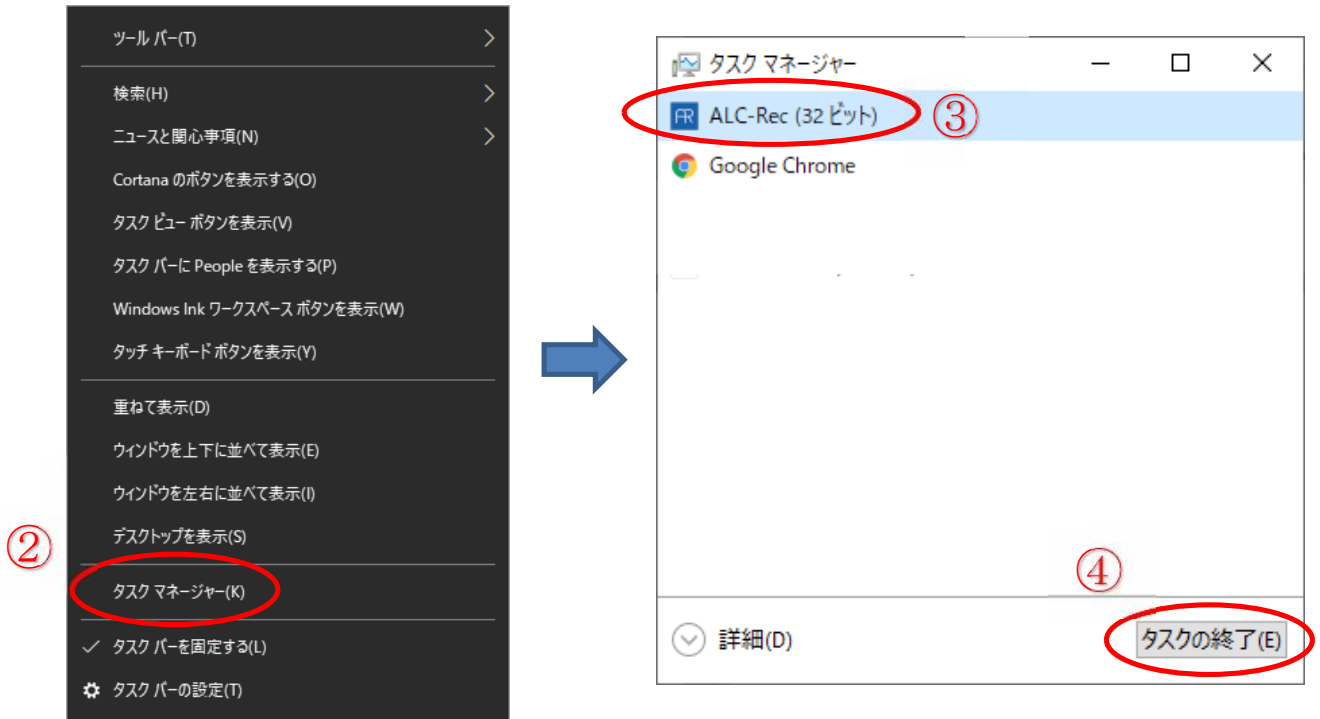 ツール バー(T)
検索(H)
ニュースと関心事項(N)
Cortana のボタンを表示する(O)
タスク ビュー ボタンを表示(V)
タスク バーに People を表示する(P)
Windows Ink ワークスペース ボタンを表示(W)
タッチ キーボード ボタンを表示(Y)
重ねて表示(D)
ウィンドウを上下に並べて表示(E)
ウィンドウを左右に並べて表示(I)
デスクトップを表示(S)
②
タスク マネージャー(K)
タスク バーを固定する(L)
タスク バーの設定(T)
タスク マネージャー
ALC-Rec (32 ビット)
③
Google Chrome
④
詳細(D)
タスクの終了(E)